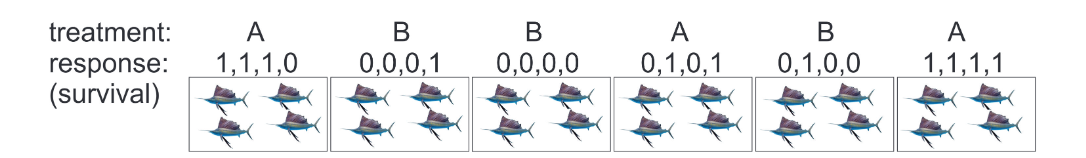 treatment: A B B A B A
response: 1,1,1,0 0,0,0,1 0,0,0,0 0,1,0,1 0,1,0,0 1,1,1,1
(survival)